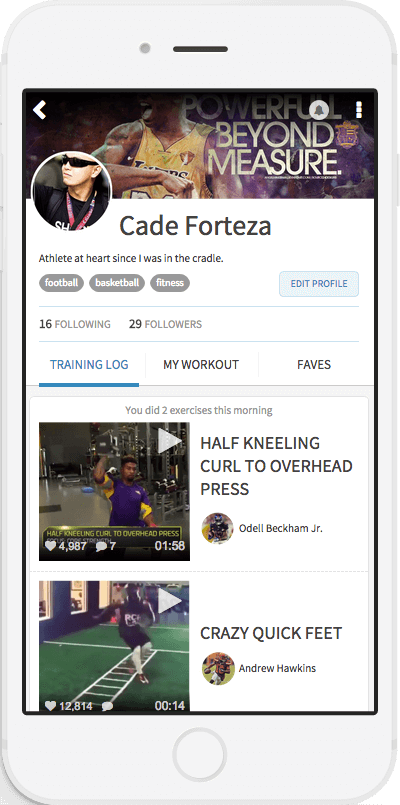 POWERFULL
BEYOND
MEASURE.
Cade Forteza
Athlete at heart since I was in the cradle.
football basketball fitness
EDIT PROFILE
16 FOLLOWING 29 FOLLOWERS
TRAINING LOG MY WORKOUT FAVES
You did 2 exercises this morning
HALF KNEELING CURL TO OVERHEAD PRESS
4,987 7 01:58
HALF KNEELING
CURL TO OVERHEAD
PRESS
Odell Beckham Jr.
12,814 00:14
CRAZY QUICK FEET
Andrew Hawkins